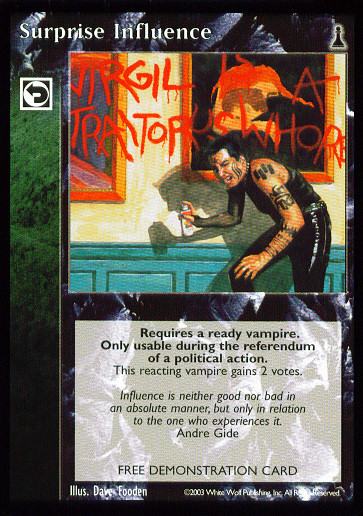 Surprise Influence
VIRGIL IS A
TRAITOROUS WHORE
Requires a ready vampire.
Only usable during the referendum
of a political action.
This reacting vampire gains 2 votes.
Influence is neither good nor bad in
an absolute manner, but only in relation
to the one who experiences it.
Andre Gide
FREE DEMONSTRATION CARD
Illus. Dave Fooden
©2003 White Wolf Publishing, Inc. All Rights Reserved.